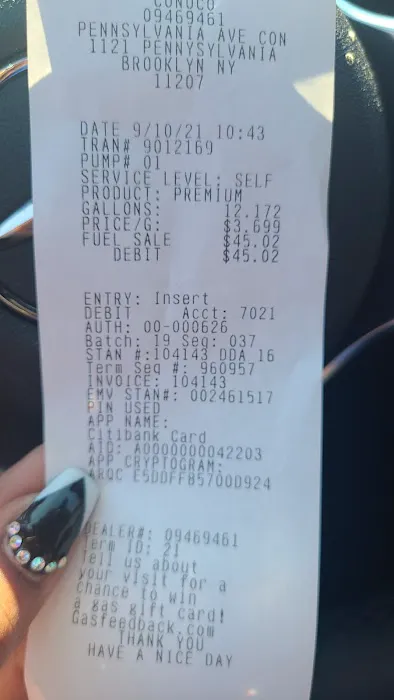 CONOCO
09469461
PENNSYLVANIA AVE CON
1121 PENNYSYLVANIA
BROOKLYN NY
11207
DATE 9/10/21 10:43
TRAN# 9012169
PUMP# 01
SERVICE LEVEL: SELF
PRODUCT: PREMIUM
GALLONS: 12.172
PRICE/G: $3.699
FUEL SALE $45.02
DEBIT $45.02
ENTRY: Insert
DEBIT Acct: 7021
AUTH: 00-000626
Batch: 19 Seq: 037
STAN #:104143 DDA 16
Term Seq #: 960957
INVOICE: 104143
EMV STAN#: 002461517
PIN USED
APP NAME:
Citibank Card
AID: A0000000042203
APP CRYPTOGRAM:
ARQC E5DDFF85700D924
DEALER#: 09469461
Term ID: 21
Tell us about
your visit for a
chance to win
a gas gift card!
Gasfeedback.com
THANK YOU
HAVE A NICE DAY